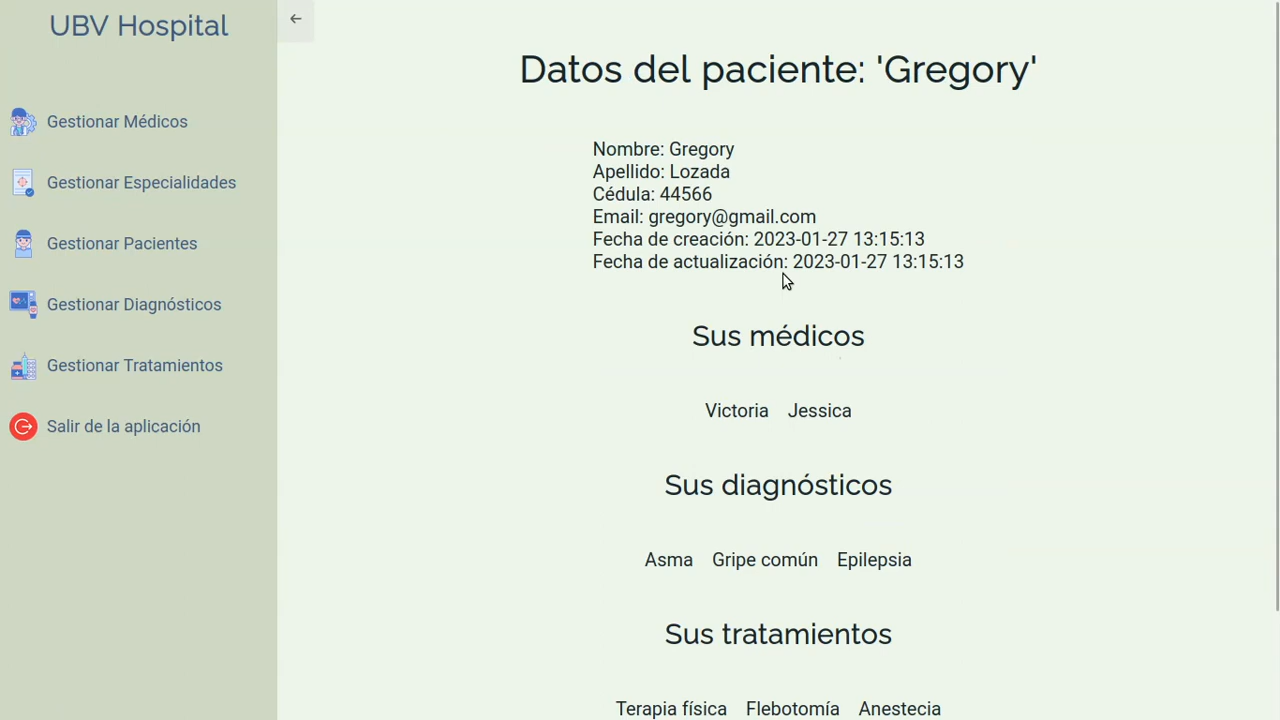 UBV Hospital
Gestionar Médicos
Gestionar Especialidades
Gestionar Pacientes
Gestionar Diagnósticos
Gestionar Tratamientos
Salir de la aplicación
Datos del paciente: 'Gregory'
Nombre: Gregory
Apellido: Lozada
Cédula: 44566
Email: gregory@gmail.com
Fecha de creación: 2023-01-27 13:15:13
Fecha de actualización: 2023-01-27 13:15:13
Sus médicos
Victoria Jessica
Sus diagnósticos
Asma Gripe común Epilepsia
Sus tratamientos
Terapia física Flebotomía Anestecia